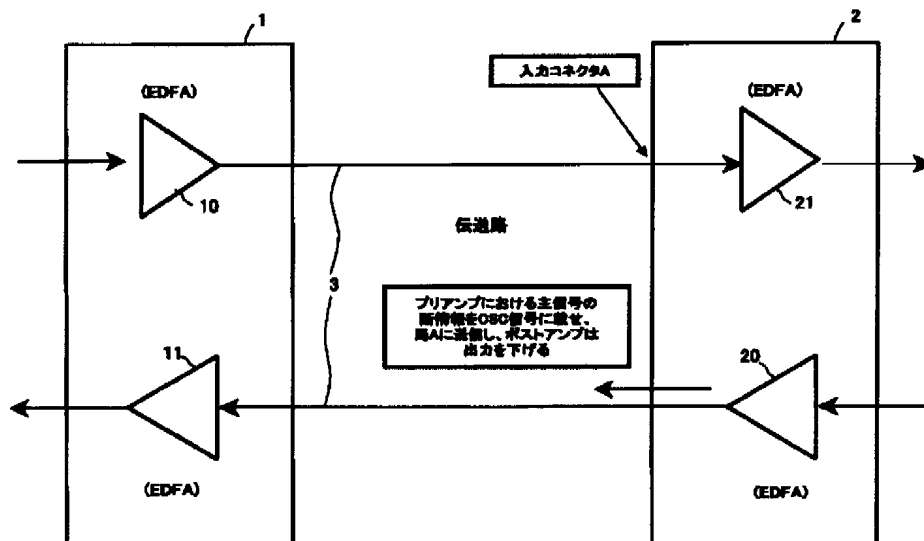 1
2
入力コネクタA
(EDFA)
(EDFA)
10
21
伝送路
3
プリアンプにおける主信号の
断情報をOSC信号に載せ、
局Aに送信し、ポストアンプは
出力を下げる
11
20
(EDFA)
(EDFA)